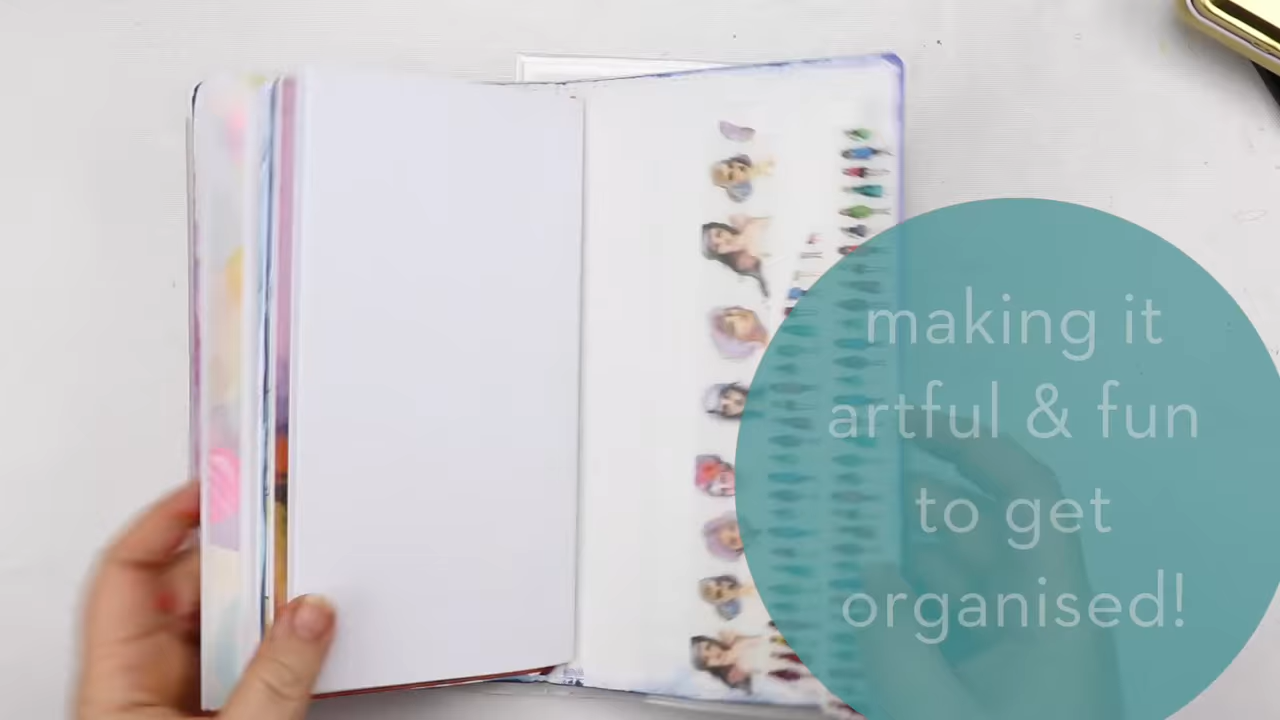 making it
artful & fun
to get
organised!